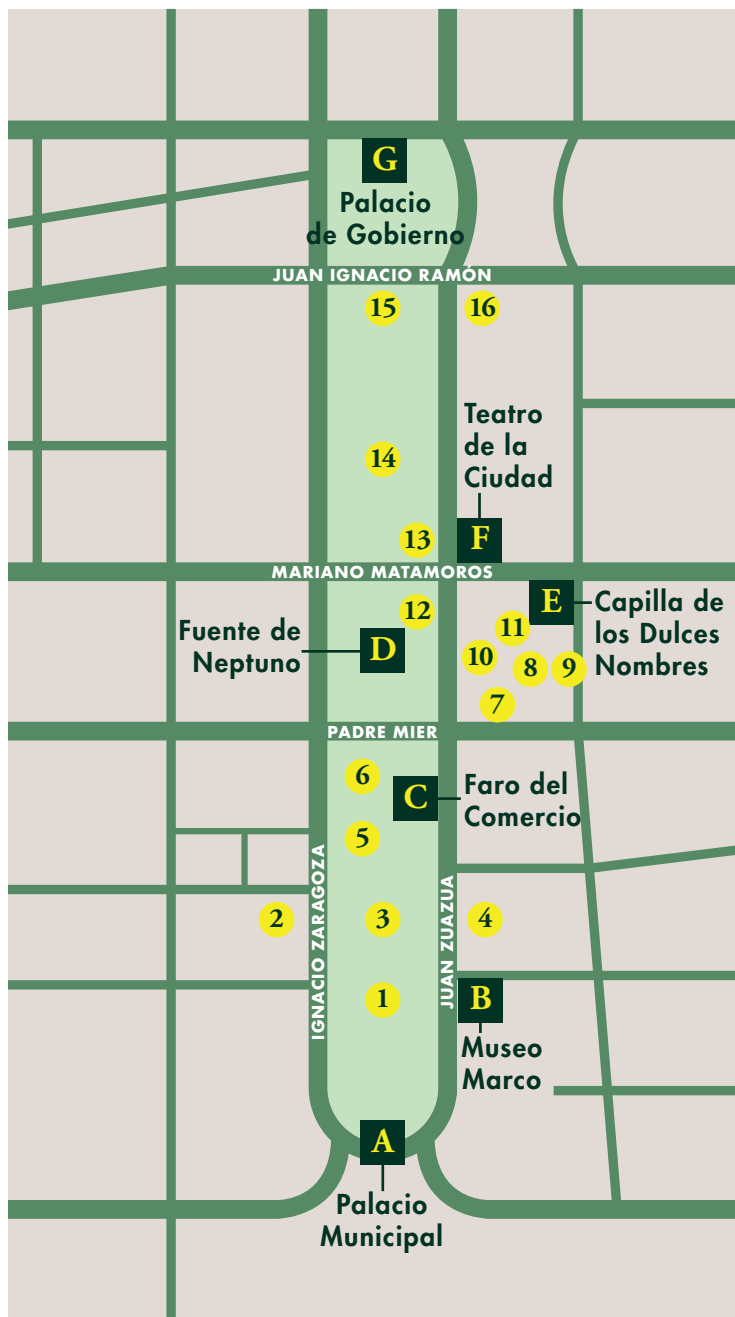 G
Palacio
de Gobierno
JUAN IGNACIO RAMÓN
15
16
Teatro
de la
Ciudad
14
13
F
MARIANO MATAMOROS
12
E
Capilla de
los Dulces
Nombres
Fuente de
Neptuno
D
11
10
8
9
7
PADRE MIER
6
C
Faro del
Comercio
5
IGNACIO ZARAGOZA
JUAN ZUAZUA
2
3
4
1
B
Museo
Marco
A
Palacio
Municipal